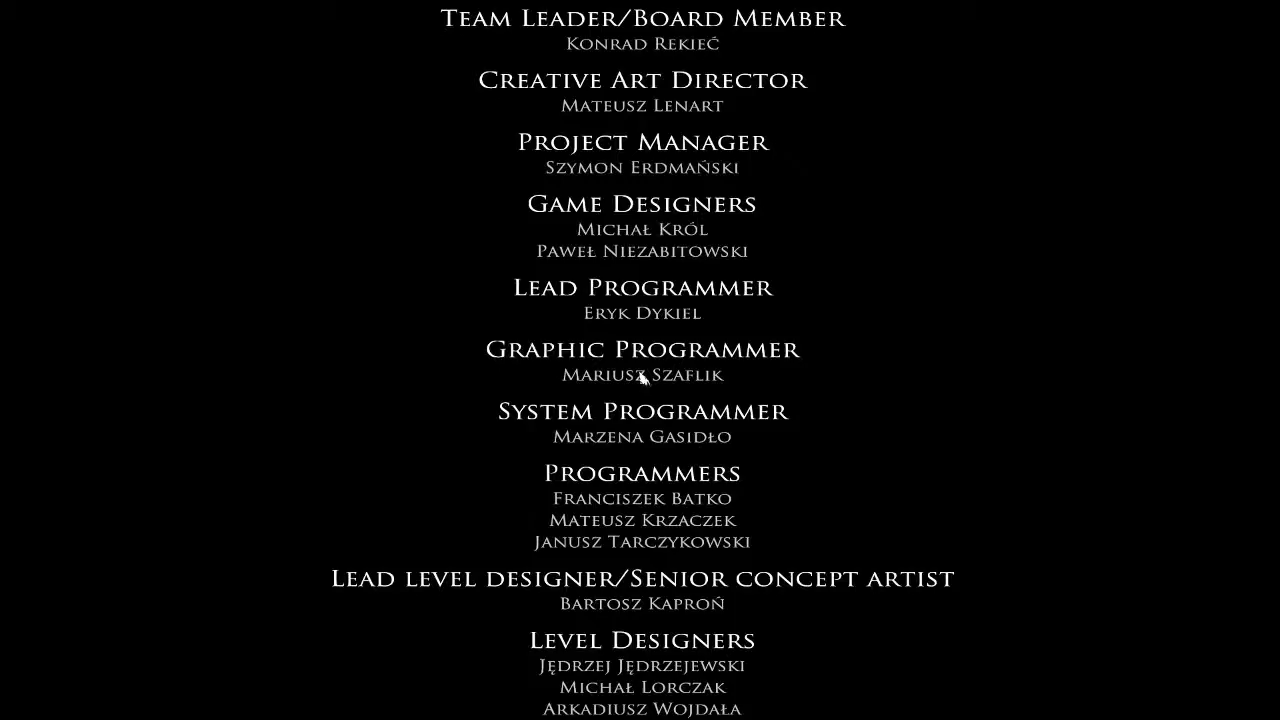 Team Leader/Board Member
Konrad Rekieć
Creative Art Director
Mateusz Lenart
Project Manager
Szymon Erdmański
Game Designers
Michał Król
Paweł Niezabitowski
Lead Programmer
Eryk Dykiel
Graphic Programmer
Mariusz Szaflik
System Programmer
Marzena Gasidło
Programmers
Franciszek Batko
Mateusz Krzaczek
Janusz Tarczykowski
Lead level designer/Senior concept artist
Bartosz Kaproń
Level Designers
Jędrzej Jędrzejewski
Michał Lorczak
Arkadiusz Wojdała